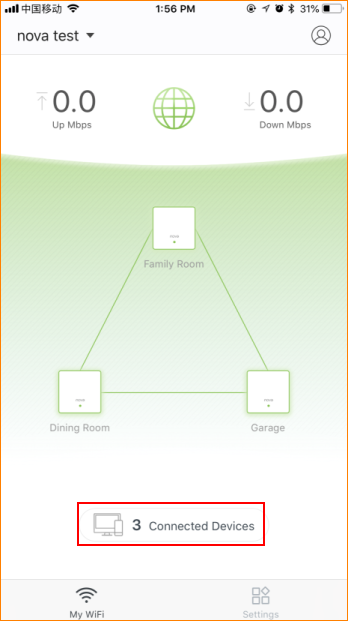 中国移动 1:56 PM 31%
nova test
0.0 0.0
Up Mbps Down Mbps
Family Room
Dining Room Garage
3 Connected Devices
My WiFi Settings